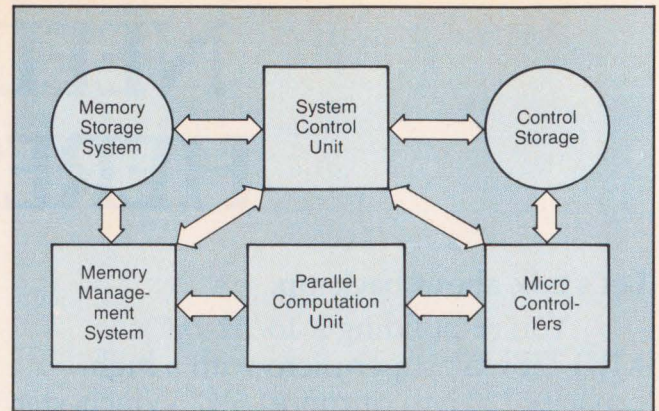 Memory
Storage
System
System
Control
Unit
Control
Storage
Memory
Manage-
ment
System
Parallel
Computation
Unit
Micro
Control-
lers